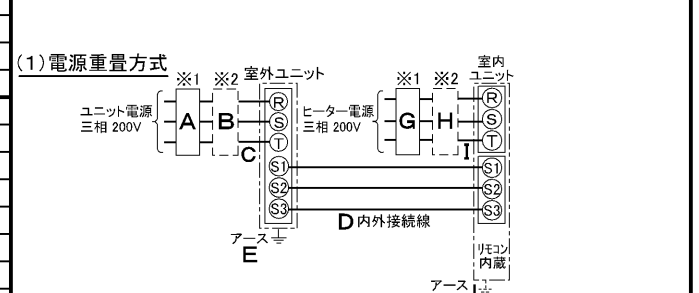 (1)電源重畳方式
※1 ※2 室外ユニット
ユニット電源
三相 200V
A B C
R
S
T
S1
S2
S3
アース
E
※1 ※2
ヒーター電源
三相 200V
G H I
室内
ユニット
R
S
T
S1
S2
S3
D 内外接続線
リモコン
内蔵
アース